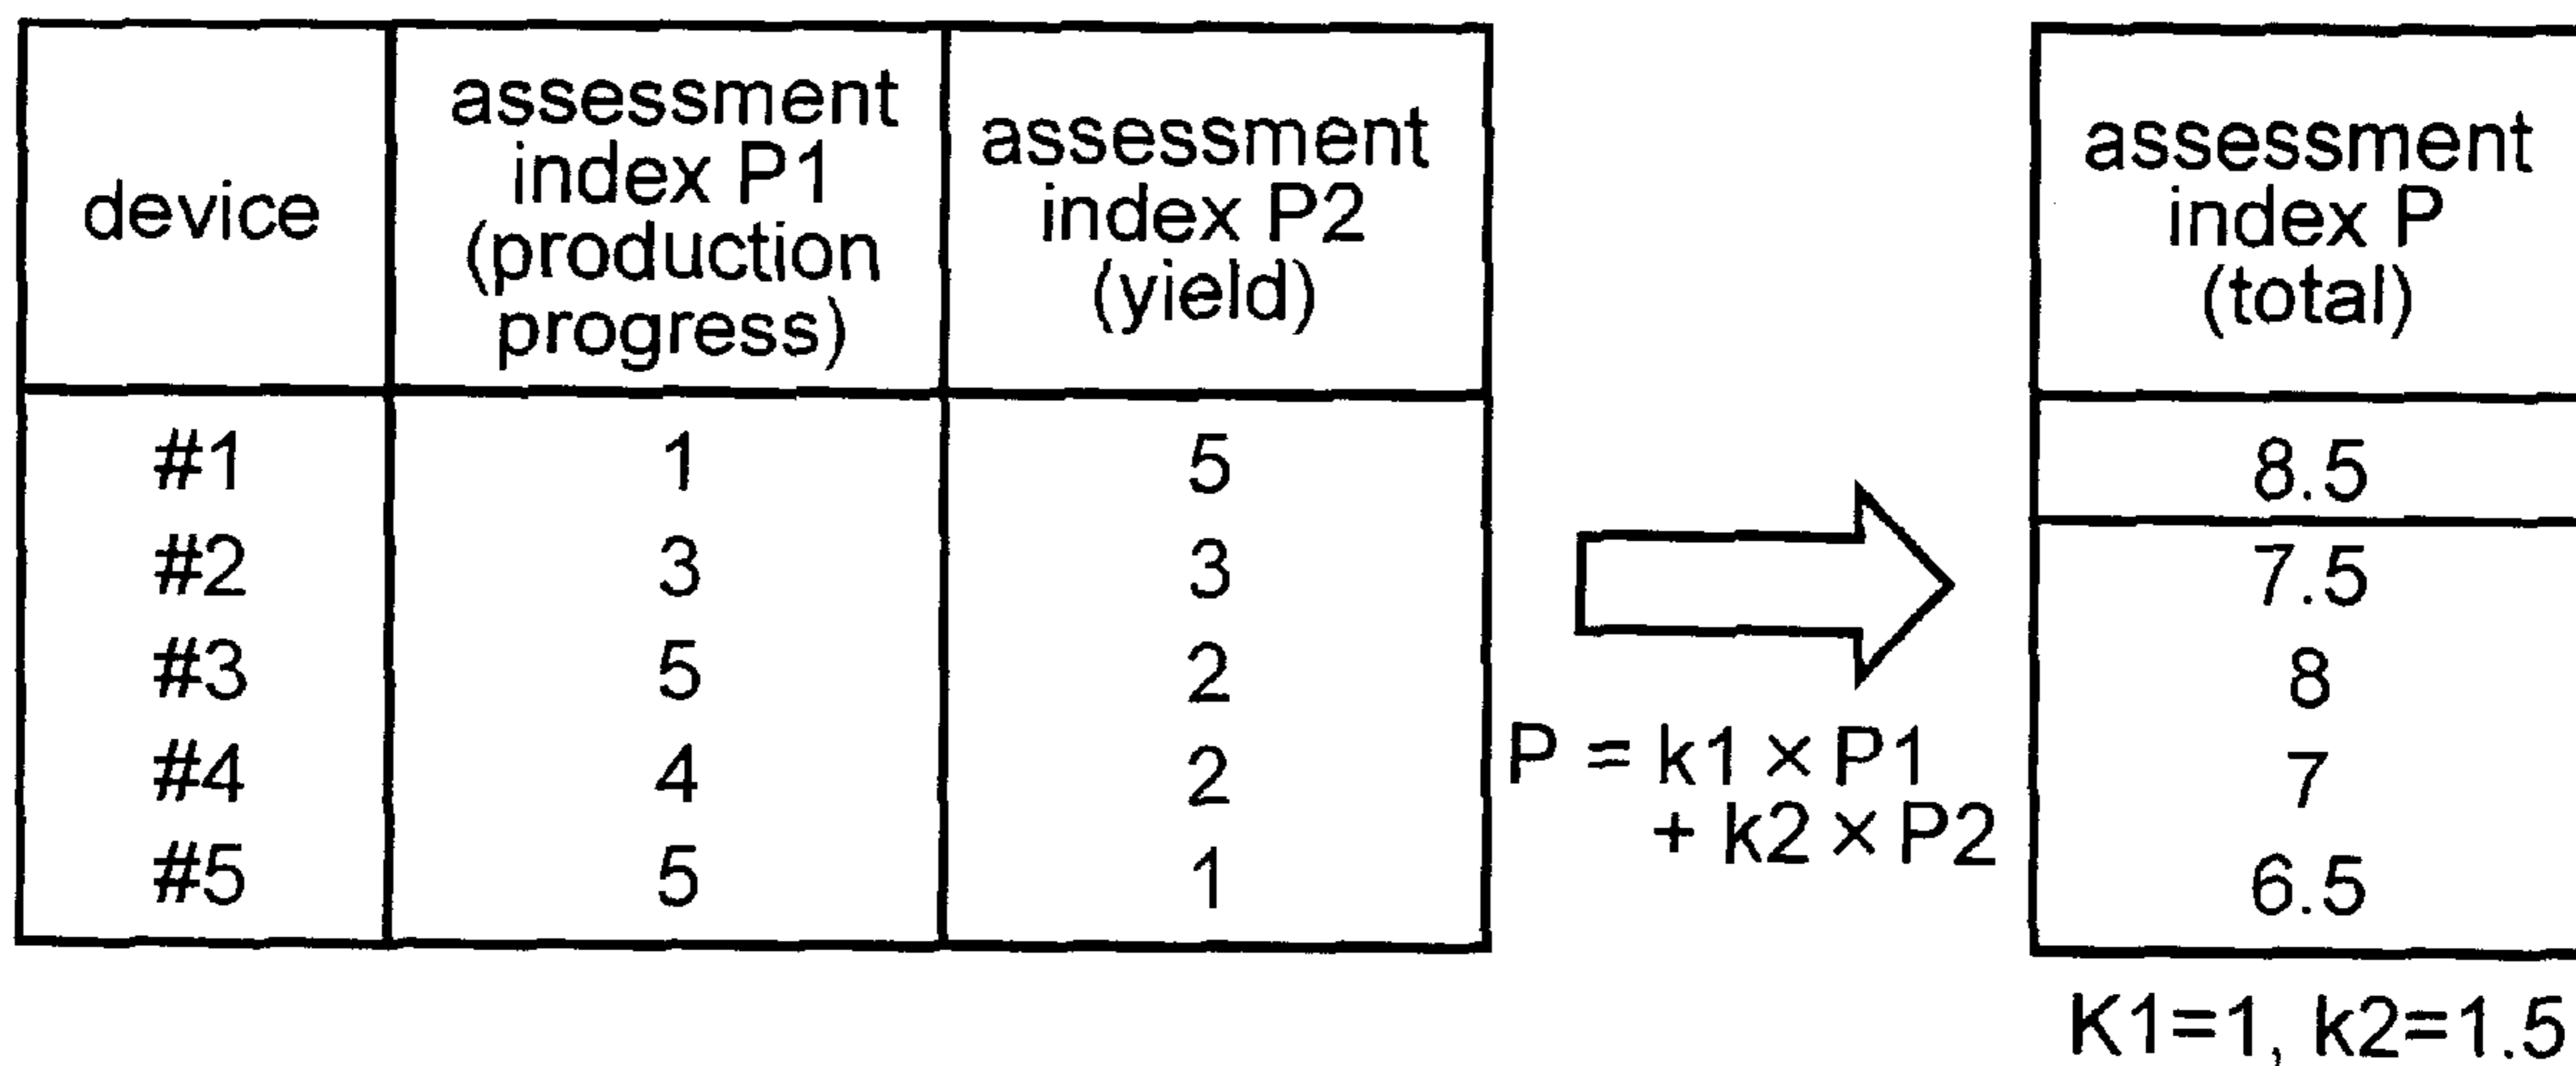 device
assessment
index P1
(production
progress)
assessment
index P2
(yield)
assessment
index P
(total)
#1 1 5 8.5
#2 3 3 7.5
#3 5 2 8
#4 4 2 7
#5 5 1 6.5
P = k1 × P1
+ k2 × P2
K1=1, k2=1.5